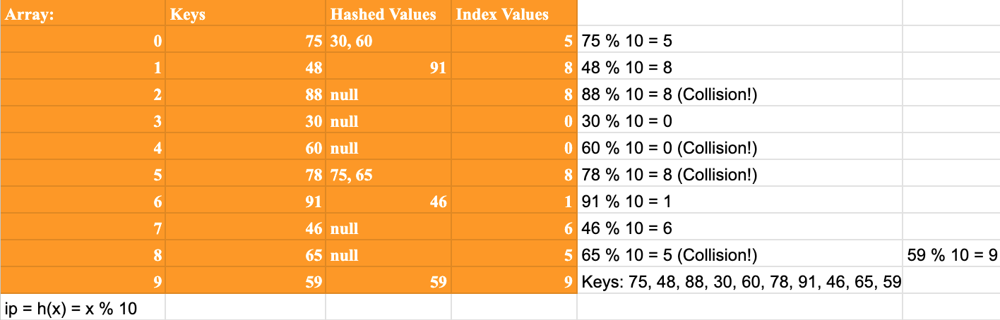 Array: Keys Hashed Values Index Values
0 75 30, 60 5 75 % 10 = 5
1 48 91 8 48 % 10 = 8
2 88 null 8 88 % 10 = 8 (Collision!)
3 30 null 0 30 % 10 = 0
4 60 null 0 60 % 10 = 0 (Collision!)
5 78 75, 65 8 78 % 10 = 8 (Collision!)
6 91 46 1 91 % 10 = 1
7 46 null 6 46 % 10 = 6
8 65 null 5 65 % 10 = 5 (Collision!) 59 % 10 = 9
9 59 59 9 Keys: 75, 48, 88, 30, 60, 78, 91, 46, 65, 59
ip = h(x) = x % 10